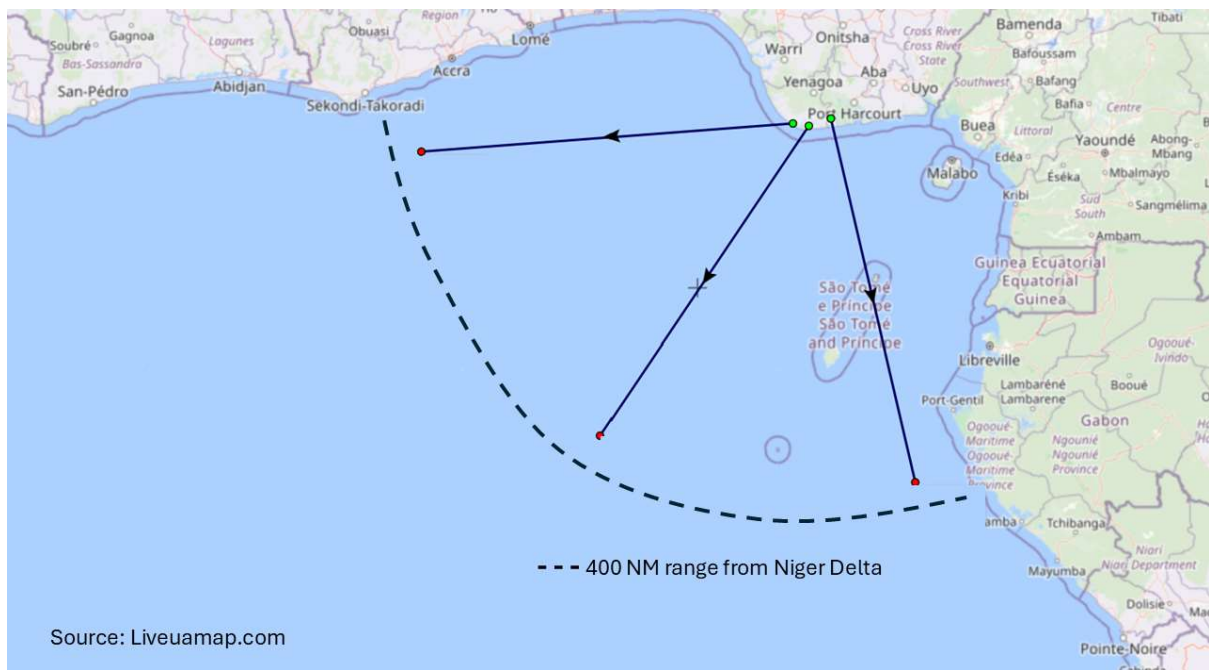 Soubré
Gagnoa
Lagunes
Bas-Sassandra
San-Pédro
Abidjan
Obuasi
Region
Lomé
Accra
Sekondi-Takoradi
Onitsha
Warri
Yenagoa
Aba
Uyo
Port Harcourt
Cross River
Cross River
State
Bamenda
Bafoussam
Southwest
Bafang
Tibati
Bafia
Centre
Buea
Littoral
Yaoundé
Abong-
Mbang
Malabo
Edéa
Éséka
Mbalmayo
Kribi
Sud
South
Sangmélima
Ambam
Guinea Ecuatorial
Equatorial
Guinea
São Tomé
e Príncipe
São Tomé
and Príncipe
Libreville
Ogooué-
Ivindo
Lambaréné
Lambarene
Booué
Port-Gentil
Ogooué-
Maritime
Ogooué-
Maritime
Province
Ngounié
Ngounié
Province
Gabon
amba
Tchibanga
Mayumba
Niari
Niari Department
Dolisie
Pointe-Noire
Cabinda
400 NM range from Niger Delta
Source: Liveuamap.com